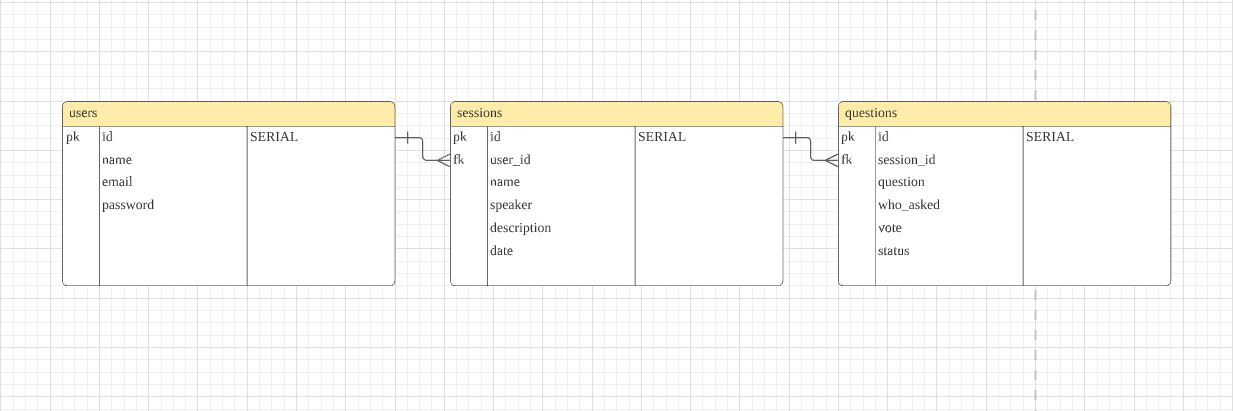 users
pk id SERIAL
name
email
password
sessions
pk id SERIAL
fk user_id
name
speaker
description
date
questions
pk id SERIAL
fk session_id
question
who_asked
vote
status